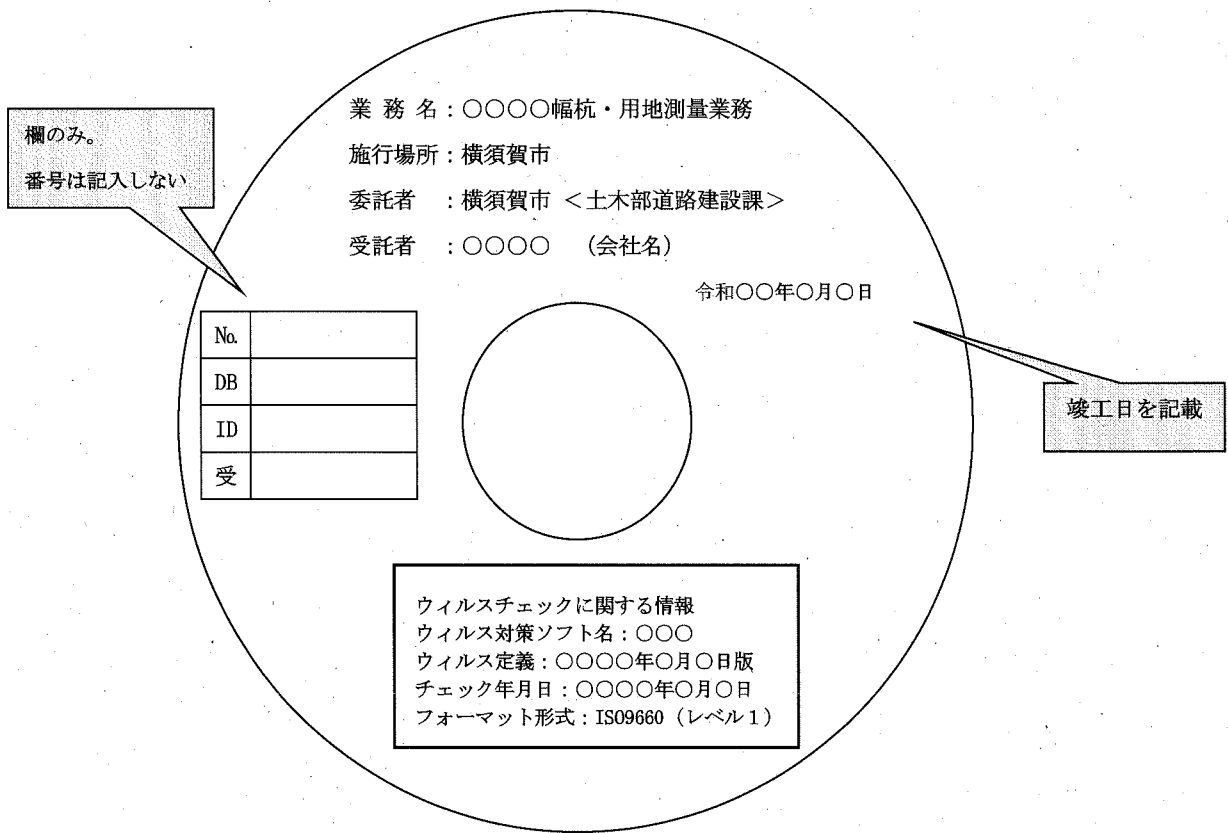 業 務 名：○○○○幅杭・用地測量業務
施行場所：横須賀市
委託者　：横須賀市 ＜土木部道路建設課＞
受託者　：○○○○　（会社名）
令和○○年○月○日
欄のみ。
番号は記入しない
No.
DB
ID
受
竣工日を記載
ウィルスチェックに関する情報
ウィルス対策ソフト名：○○○
ウィルス定義：○○○○年○月○日版
チェック年月日：○○○○年○月○日
フォーマット形式：ISO9660（レベル１）